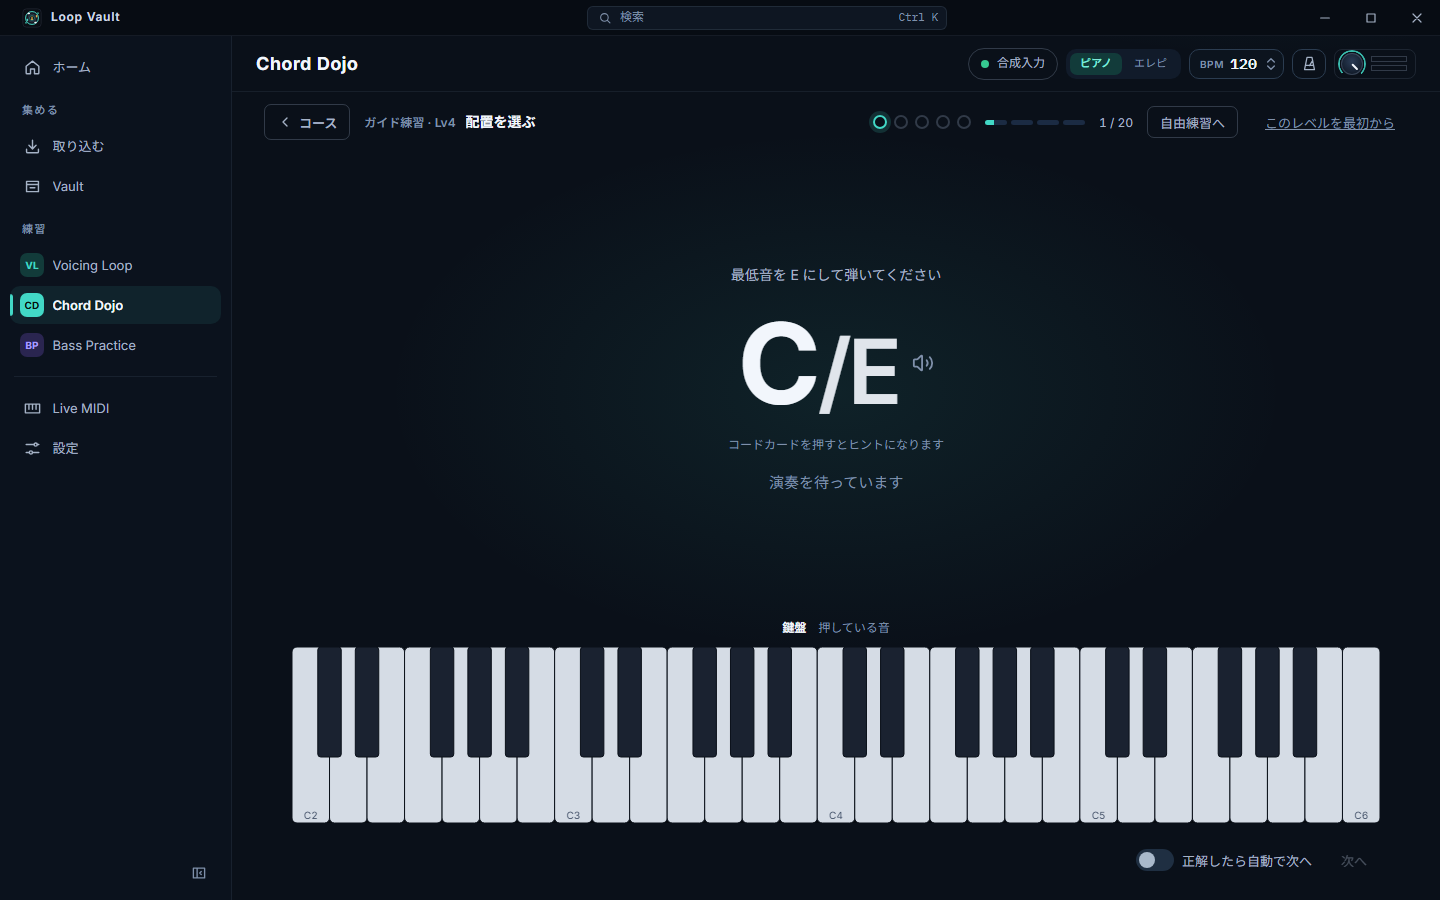 Loop Vault
検索
Ctrl K
ホーム
集める
取り込む
Vault
練習
VL Voicing Loop
CD Chord Dojo
BP Bass Practice
Live MIDI
設定
Chord Dojo
合成入力
ピアノ
エレピ
BPM 120
コース
ガイド練習 · Lv4 配置を選ぶ
1 / 20
自由練習へ
このレベルを最初から
最低音を E にして弾いてください
C/E
コードカードを押すとヒントになります
演奏を待っています
鍵盤 押している音
C2 C3 C4 C5 C6
正解したら自動で次へ
次へ